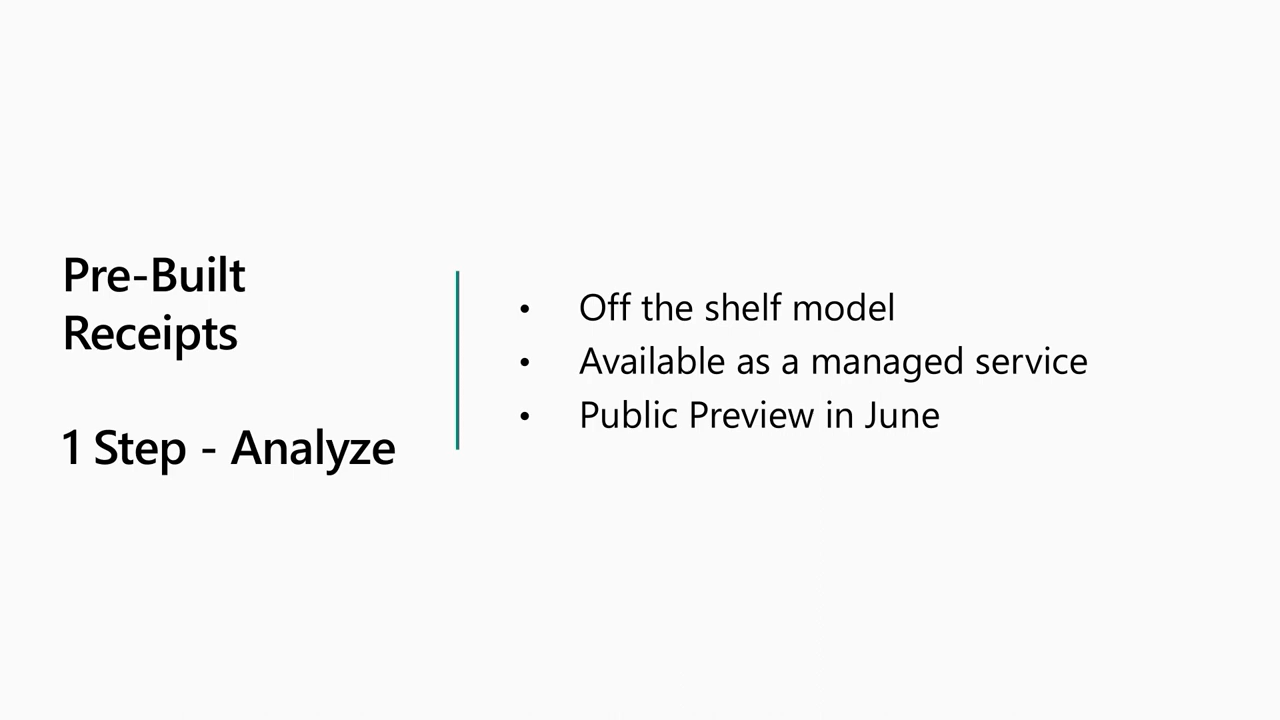 Pre-Built
Receipts
1 Step - Analyze
• Off the shelf model
• Available as a managed service
• Public Preview in June